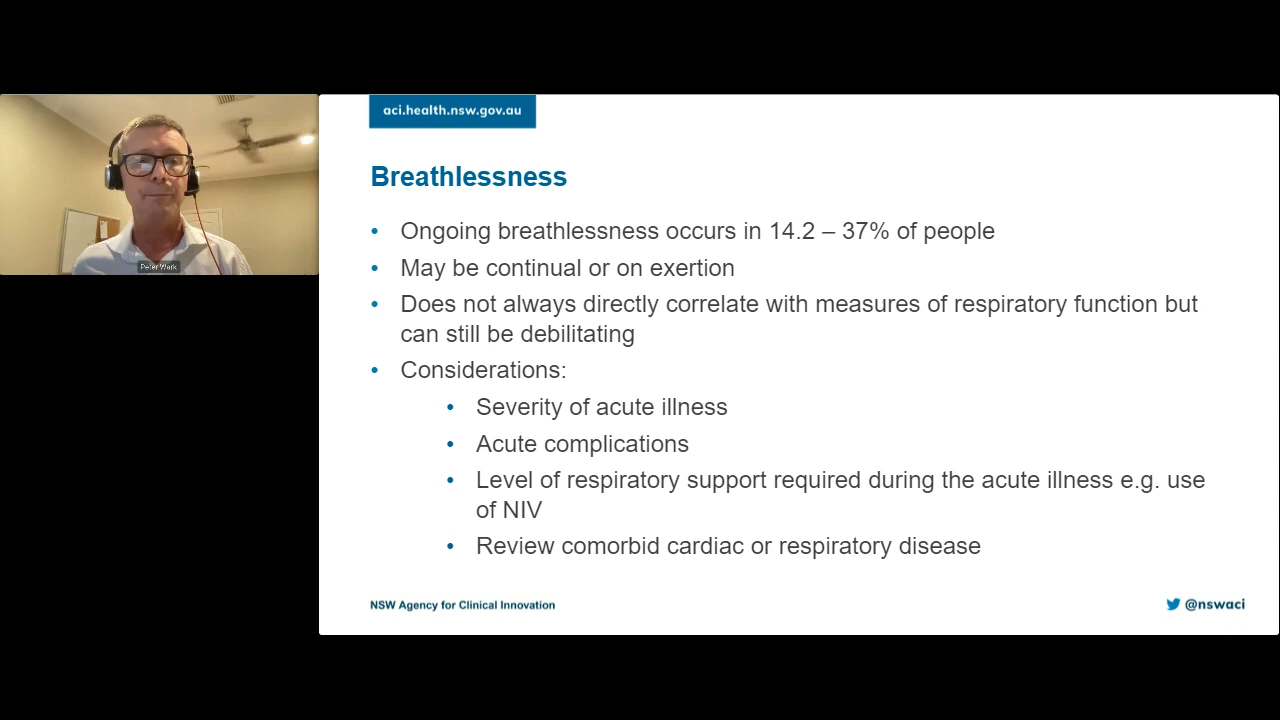 aci.health.nsw.gov.au
Breathlessness
• Ongoing breathlessness occurs in 14.2 – 37% of people
• May be continual or on exertion
• Does not always directly correlate with measures of respiratory function but
can still be debilitating
• Considerations:
• Severity of acute illness
• Acute complications
• Level of respiratory support required during the acute illness e.g. use
of NIV
• Review comorbid cardiac or respiratory disease
Peter Wark
NSW Agency for Clinical Innovation
@nswaci